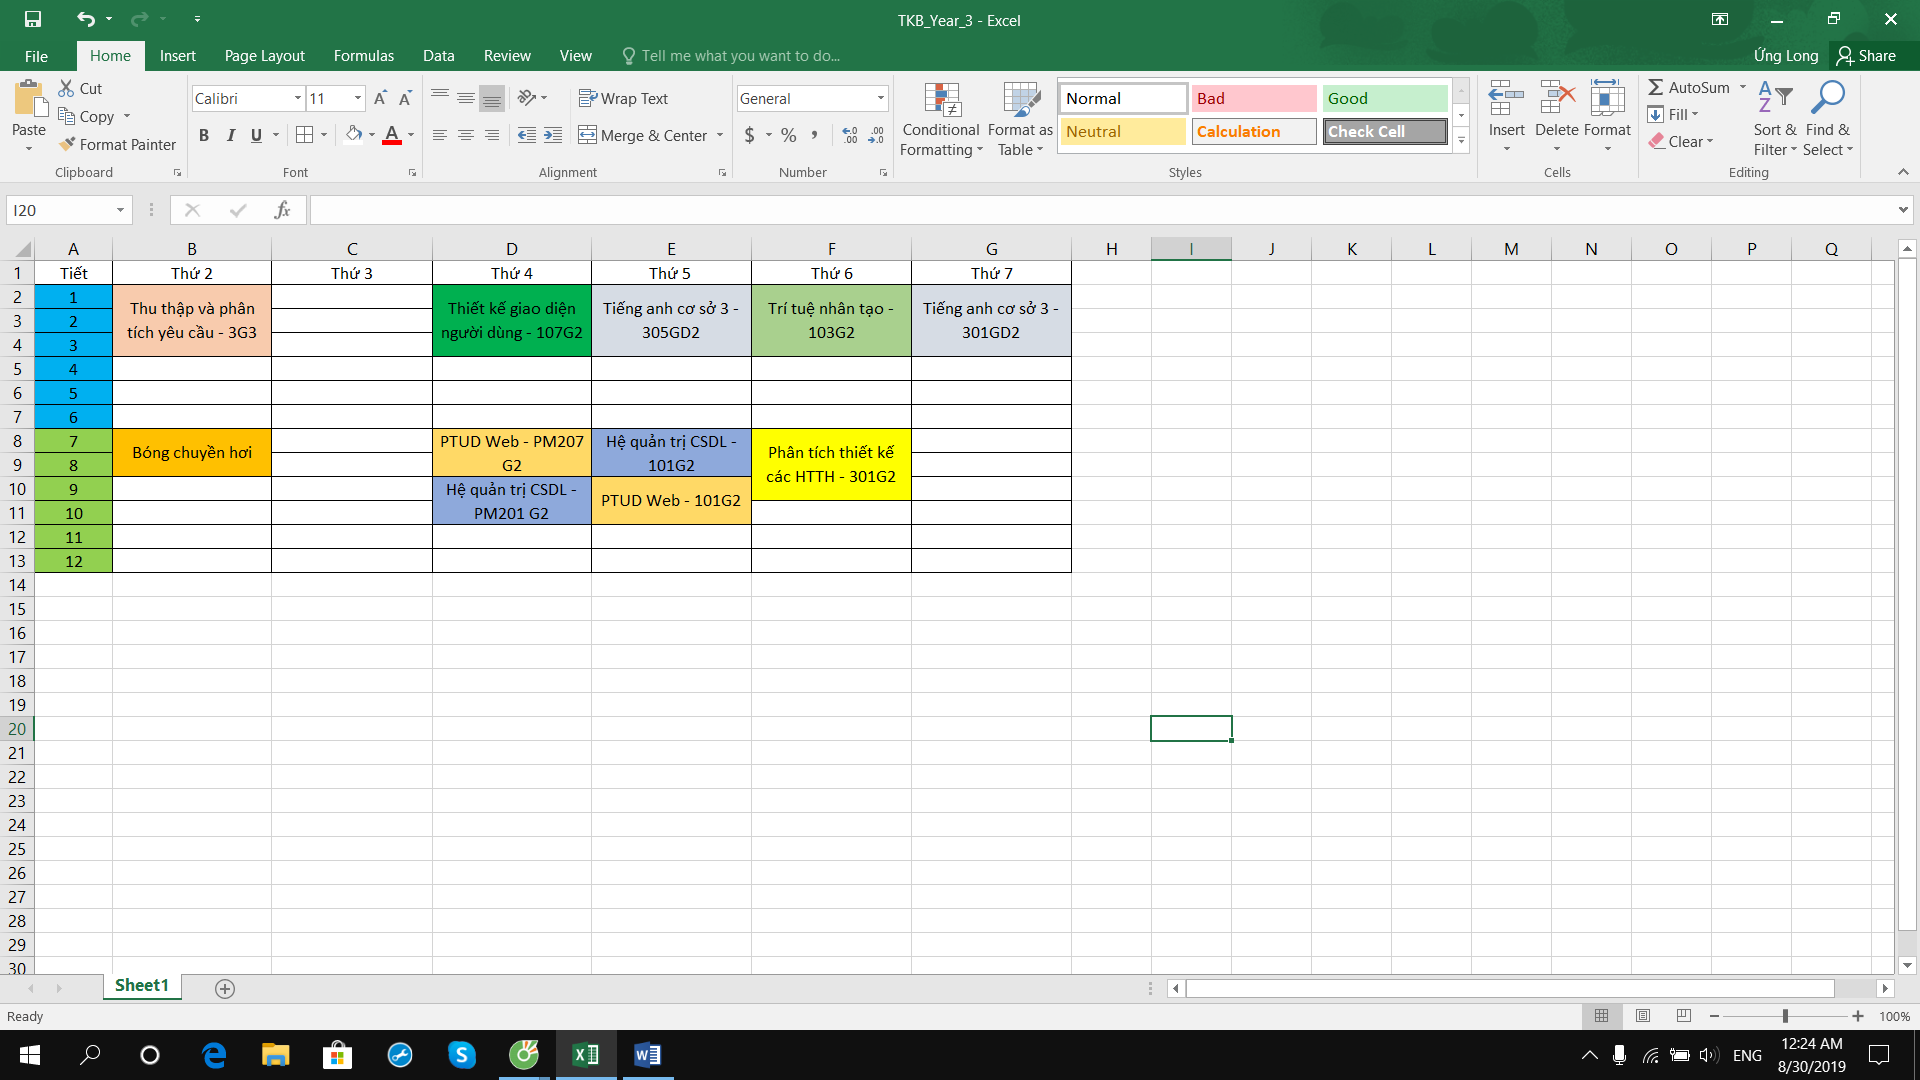 TKB_Year_3 - Excel
File Home Insert Page Layout Formulas Data Review View Tell me what you want to do... Ứng Long Share
Paste
Cut
Copy
Format Painter
Clipboard
Calibri 11
B I U
Font
Wrap Text
Merge & Center
Alignment
General
$ % ,
Number
Conditional Formatting
Format as Table
Normal Bad Good
Neutral Calculation Check Cell
Styles
Insert Delete Format
Cells
AutoSum
Fill
Clear
Sort & Filter
Find & Select
Editing
I20 fx
A B C D E F G H I J K L M N O P Q
1 Tiết Thứ 2 Thứ 3 Thứ 4 Thứ 5 Thứ 6 Thứ 7
2 1
3 2
4 3
Thu thập và phân
tích yêu cầu - 3G3
Thiết kế giao diện
người dùng - 107G2
Tiếng anh cơ sở 3 -
305GD2
Trí tuệ nhân tạo -
103G2
Tiếng anh cơ sở 3 -
301GD2
5 4
6 5
7 6
8 7
9 8
Bóng chuyền hơi
PTUD Web - PM207
G2
Hệ quản trị CSDL -
101G2
Phân tích thiết kế
các HTTH - 301G2
10 9
11 10
Hệ quản trị CSDL -
PM201 G2
PTUD Web - 101G2
12 11
13 12
14
15
16
17
18
19
20
21
22
23
24
25
26
27
28
29
30
Sheet1
Ready 100%
ENG
12:24 AM
8/30/2019